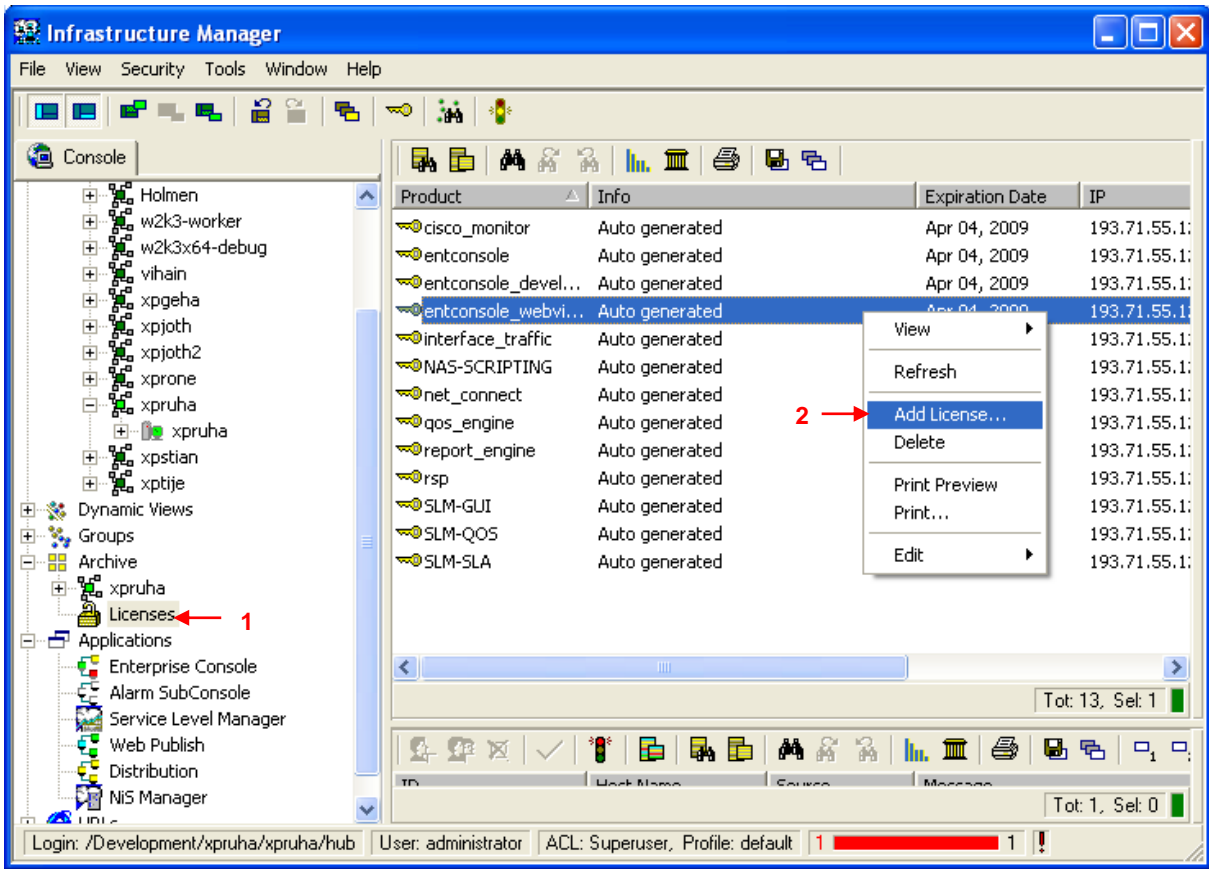 Infrastructure Manager
File View Security Tools Window Help
Console
Holmen
w2k3-worker
w2k3x64-debug
vihain
xpgeha
xpjoth
xpjoth2
xprone
xpruha
xpruha
xpstian
xptije
Dynamic Views
Groups
Archive
xpruha
Licenses
1
Applications
Enterprise Console
Alarm SubConsole
Service Level Manager
Web Publish
Distribution
NiS Manager
URLs
Product Info Expiration Date IP
cisco_monitor Auto generated Apr 04, 2009 193.71.55.1
entconsole Auto generated Apr 04, 2009 193.71.55.1
entconsole_devel... Auto generated Apr 04, 2009 193.71.55.1
entconsole_webvi... Auto generated Apr 04, 2009 193.71.55.1
interface_traffic Auto generated 193.71.55.1
NAS-SCRIPTING Auto generated 193.71.55.1
net_connect Auto generated 193.71.55.1
qos_engine Auto generated 193.71.55.1
report_engine Auto generated 193.71.55.1
rsp Auto generated 193.71.55.1
SLM-GUI Auto generated 193.71.55.1
SLM-QOS Auto generated 193.71.55.1
SLM-SLA Auto generated 193.71.55.1
View
Refresh
2
Add License...
Delete
Print Preview
Print...
Edit
Tot: 13, Sel: 1
ID Host Name Source Message
Tot: 1, Sel: 0
Login: /Development/xpruha/xpruha/hub User: administrator ACL: Superuser, Profile: default 1 1